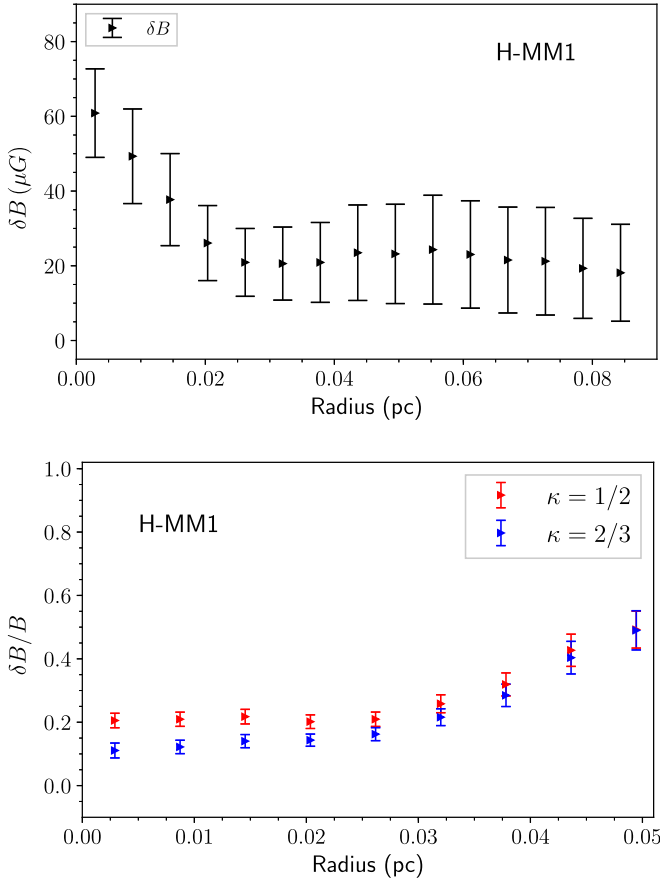 δB
H-MM1
80
60
40
20
0
δB (μG)
0.00 0.02 0.04 0.06 0.08
Radius (pc)
κ = 1/2
κ = 2/3
H-MM1
1.0
0.8
0.6
0.4
0.2
0.0
δB/B
0.00 0.01 0.02 0.03 0.04 0.05
Radius (pc)